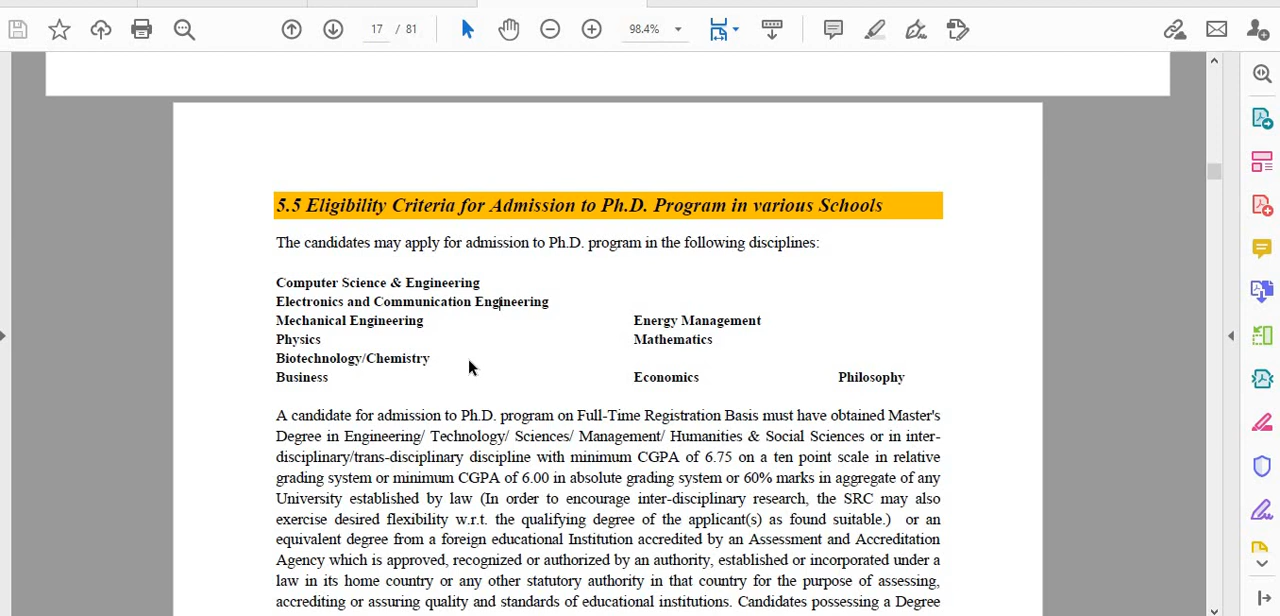 17 / 81
98.4%
5.5 Eligibility Criteria for Admission to Ph.D. Program in various Schools
The candidates may apply for admission to Ph.D. program in the following disciplines:
Computer Science & Engineering
Electronics and Communication Engineering
Mechanical Engineering Energy Management
Physics Mathematics
Biotechnology/Chemistry
Business Economics Philosophy
A candidate for admission to Ph.D. program on Full-Time Registration Basis must have obtained Master's
Degree in Engineering/ Technology/ Sciences/ Management/ Humanities & Social Sciences or in inter-
disciplinary/trans-disciplinary discipline with minimum CGPA of 6.75 on a ten point scale in relative
grading system or minimum CGPA of 6.00 in absolute grading system or 60% marks in aggregate of any
University established by law (In order to encourage inter-disciplinary research, the SRC may also
exercise desired flexibility w.r.t. the qualifying degree of the applicant(s) as found suitable.) or an
equivalent degree from a foreign educational Institution accredited by an Assessment and Accreditation
Agency which is approved, recognized or authorized by an authority, established or incorporated under a
law in its home country or any other statutory authority in that country for the purpose of assessing,
accrediting or assuring quality and standards of educational institutions. Candidates possessing a Degree